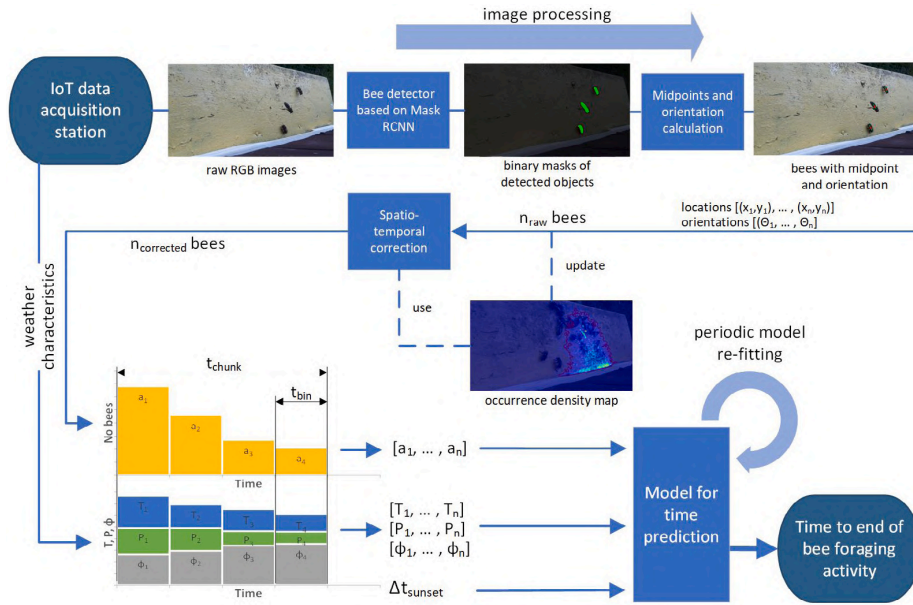 image processing
IoT data
acquisition
station
Bee detector
based on Mask
RCNN
Midpoints and
orientation
calculation
raw RGB images
binary masks of
detected objects
bees with midpoint
and orientation
locations [(x₁,y₁), ... , (xₙ,yₙ)]
orientations [(Θ₁, ... , Θₙ]
Spatio-
temporal
correction
n_raw bees
n_corrected bees
update
use
weather
characteristics
occurrence density map
periodic model
re-fitting
t_chunk
t_bin
No bees
a₁
a₂
a₃
a₄
Time
[a₁, ... , aₙ]
T, P, ϕ
T₁
T₂
T₃
T₄
P₁
P₂
P₃
ϕ₁
ϕ₂
ϕ₃
ϕ₄
Time
[T₁, ... , Tₙ]
[P₁, ... , Pₙ]
[ϕ₁, ... , ϕₙ]
Δt_sunset
Model for
time
prediction
Time to end of
bee foraging
activity